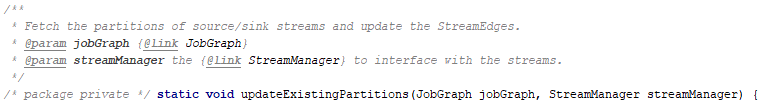 /**
 * Fetch the partitions of source/sink streams and update the StreamEdges.
 * @param jobGraph {@link JobGraph}
 * @param streamManager the {@link StreamManager} to interface with the streams.
 */
/* package private */ static void updateExistingPartitions(JobGraph jobGraph, StreamManager streamManager) {